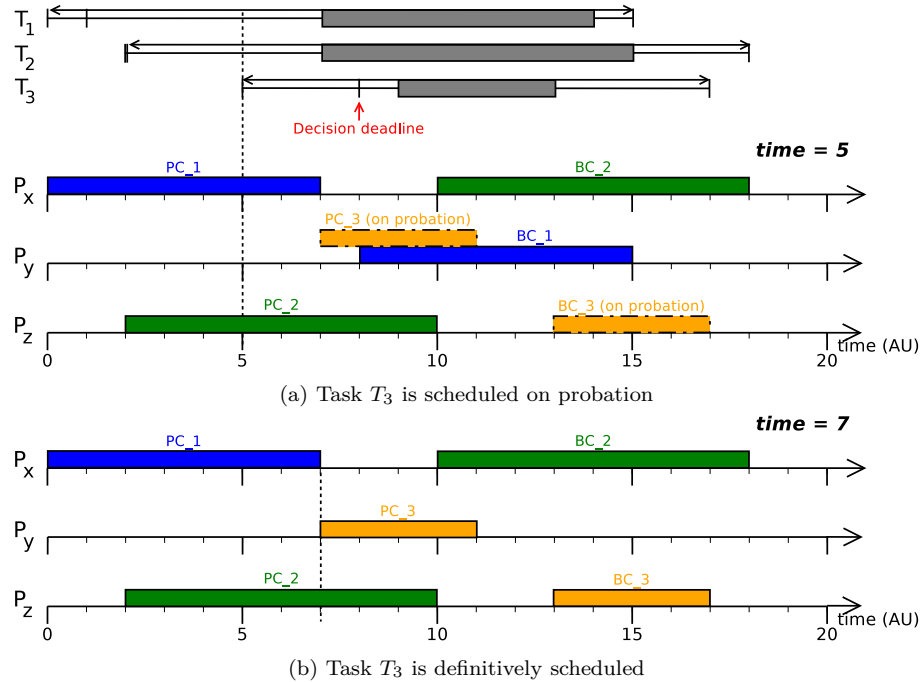 T1
T2
T3
Decision deadline
time = 5
PC_1
BC_2
Px
PC_3 (on probation)
BC_1
Py
PC_2
BC_3 (on probation)
Pz
time (AU)
0 5 10 15 20
(a) Task T3 is scheduled on probation
time = 7
PC_1
BC_2
Px
PC_3
Py
PC_2
BC_3
Pz
time (AU)
0 5 10 15 20
(b) Task T3 is definitively scheduled